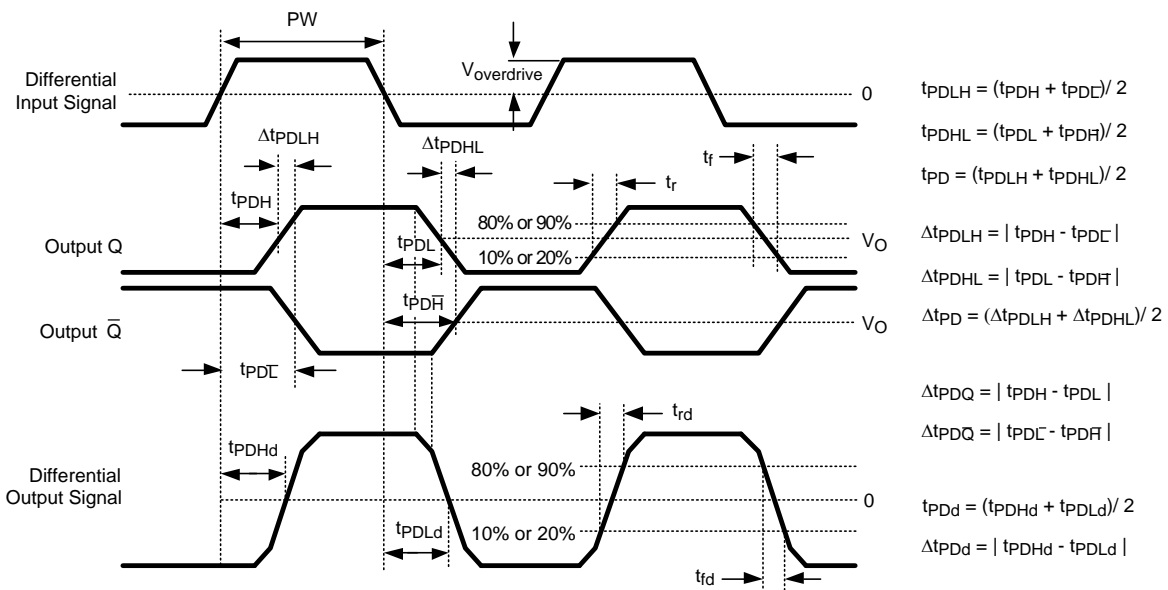 PW
Differential
Input Signal
Voverdrive
0
ΔtPDLH
ΔtPDHL
tPDH
tr
tf
Output Q
tPDL
80% or 90%
10% or 20%
VO
tPDH̅
Output Q̅
VO
tPDL̅
tPDHd
trd
Differential
Output Signal
80% or 90%
0
tPDLd
10% or 20%
tfd
tPDLH = (tPDH + tPDL̅)/ 2
tPDHL = (tPDL + tPDH̅)/ 2
tPD = (tPDLH + tPDHL)/ 2
ΔtPDLH = | tPDH - tPDL̅ |
ΔtPDHL = | tPDL - tPDH̅ |
ΔtPD = (ΔtPDLH + ΔtPDHL)/ 2
ΔtPDQ = | tPDH - tPDL |
ΔtPDQ̅ = | tPDL̅ - tPDH̅ |
tPDd = (tPDHd + tPDLd)/ 2
ΔtPDd = | tPDHd - tPDLd |